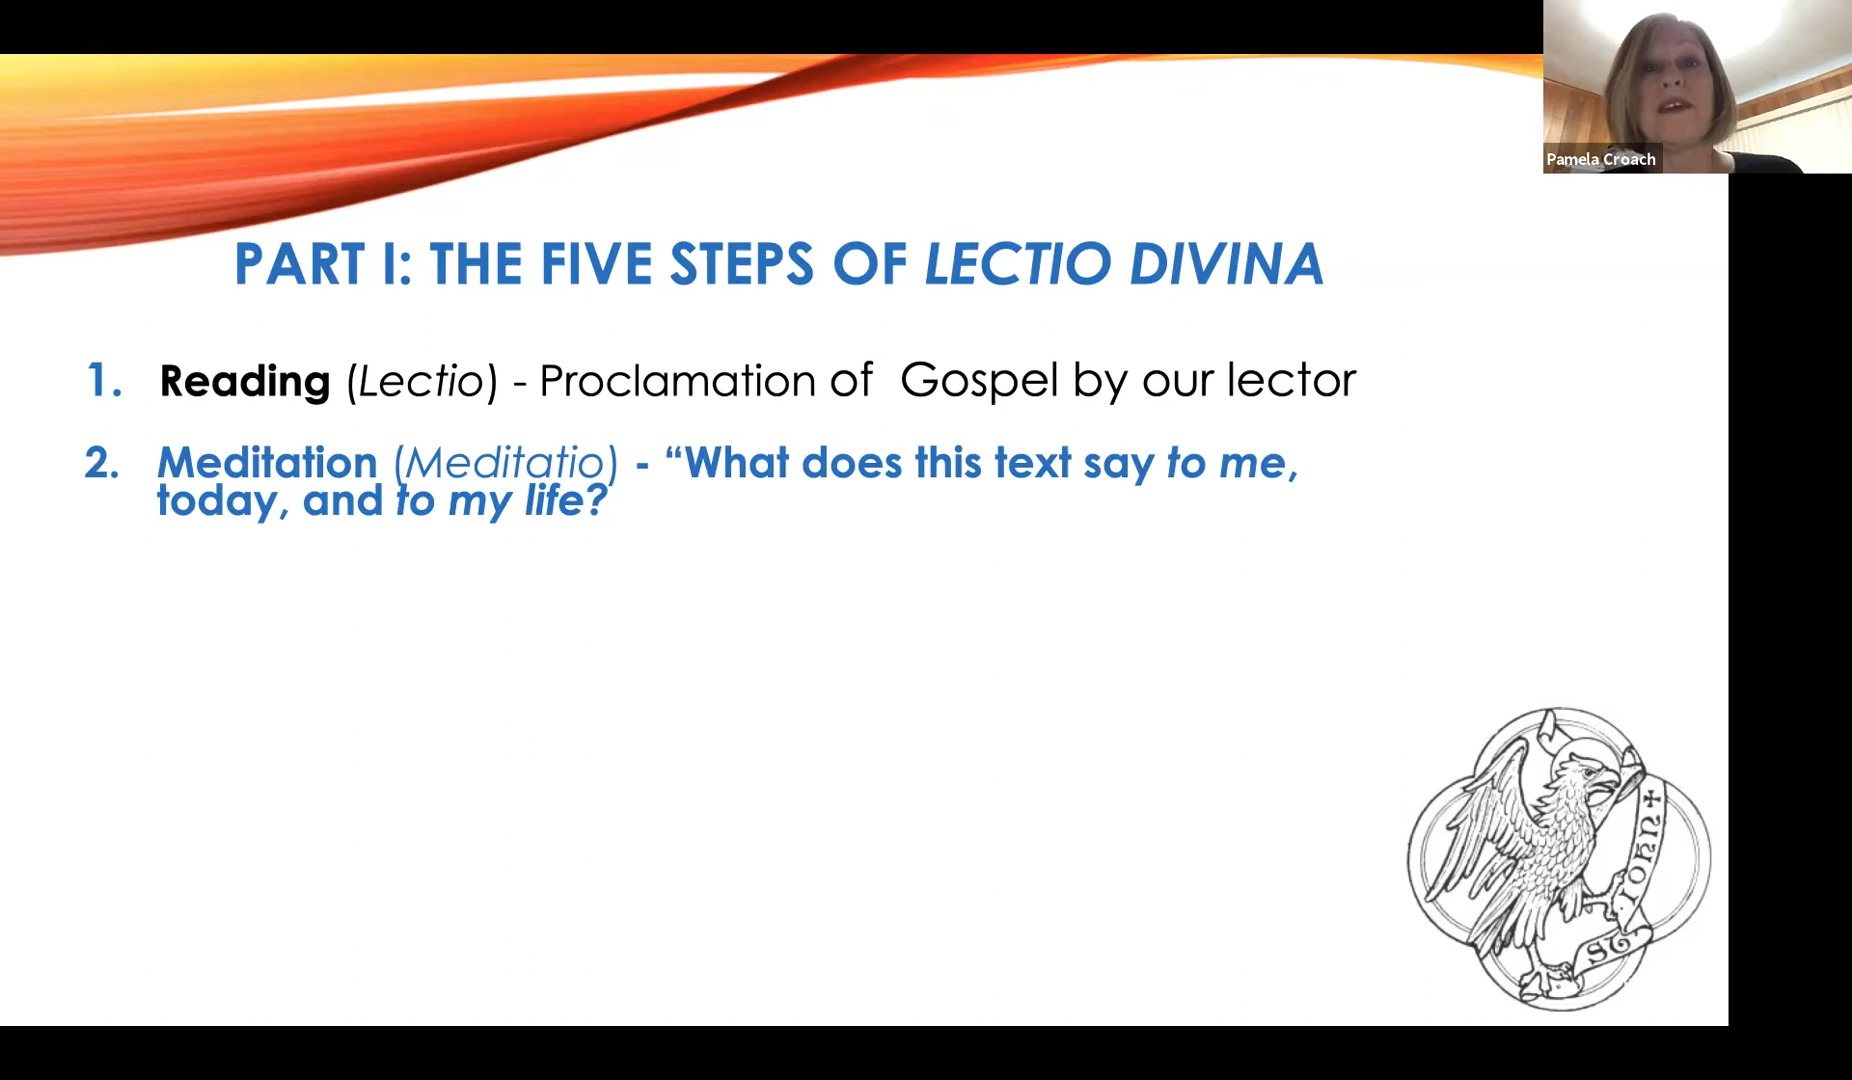 Pamela Croach
PART I: THE FIVE STEPS OF LECTIO DIVINA
1. Reading (Lectio) - Proclamation of Gospel by our lector
2. Meditation (Meditatio) - “What does this text say to me,
today, and to my life?
ST IOHN